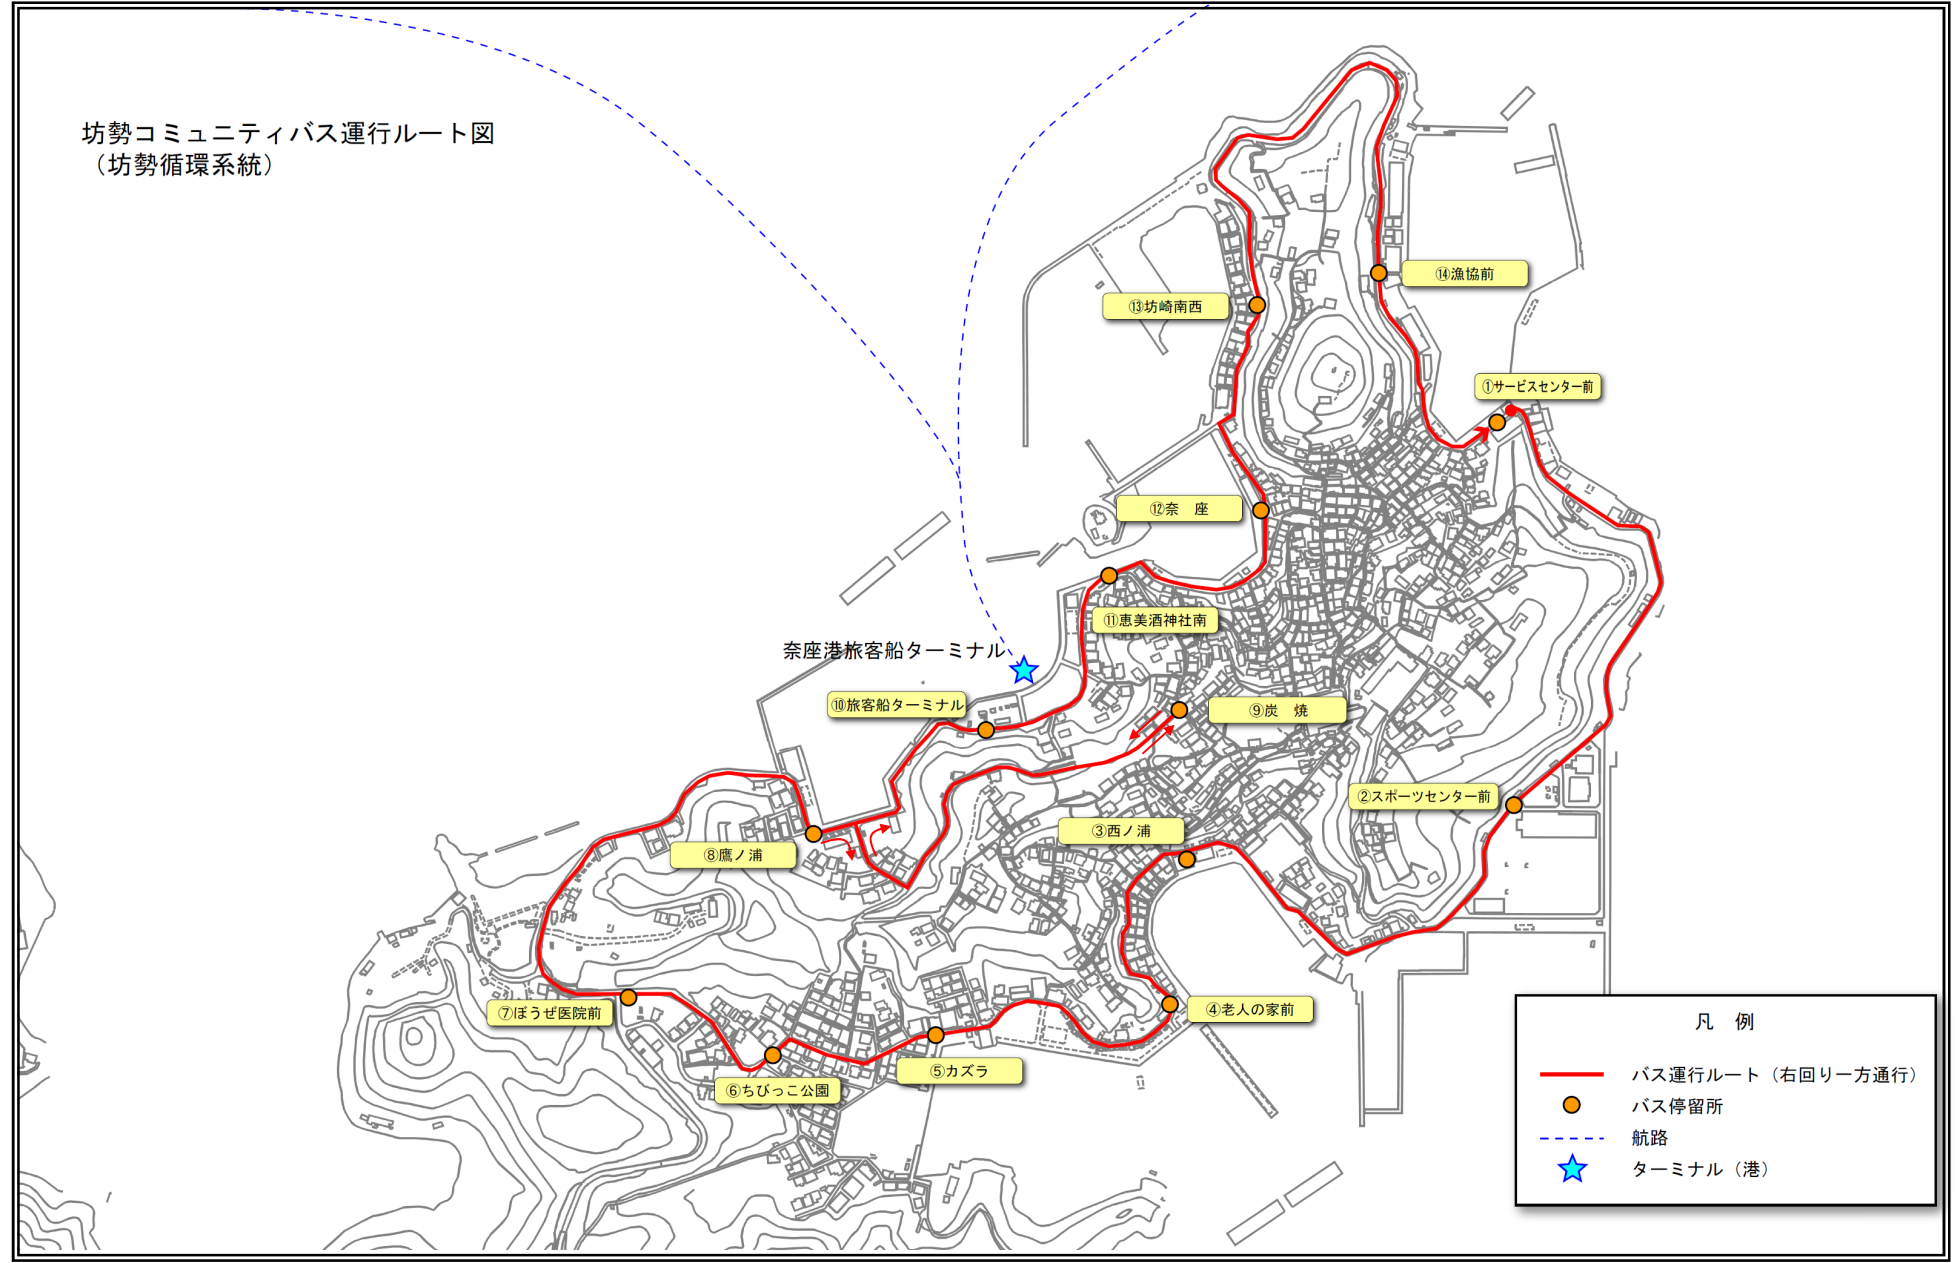 坊勢コミュニティバス運行ルート図
（坊勢循環系統）
⑭漁協前
⑬坊崎南西
①サービスセンター前
⑫奈　座
⑪恵美酒神社南
奈座港旅客船ターミナル
⑩旅客船ターミナル
⑨炭　焼
②スポーツセンター前
③西ノ浦
⑧鷹ノ浦
④老人の家前
⑦ぼうぜ医院前
⑤カズラ
⑥ちびっこ公園
凡　例
バス運行ルート（右回り一方通行）
バス停留所
航路
ターミナル（港）